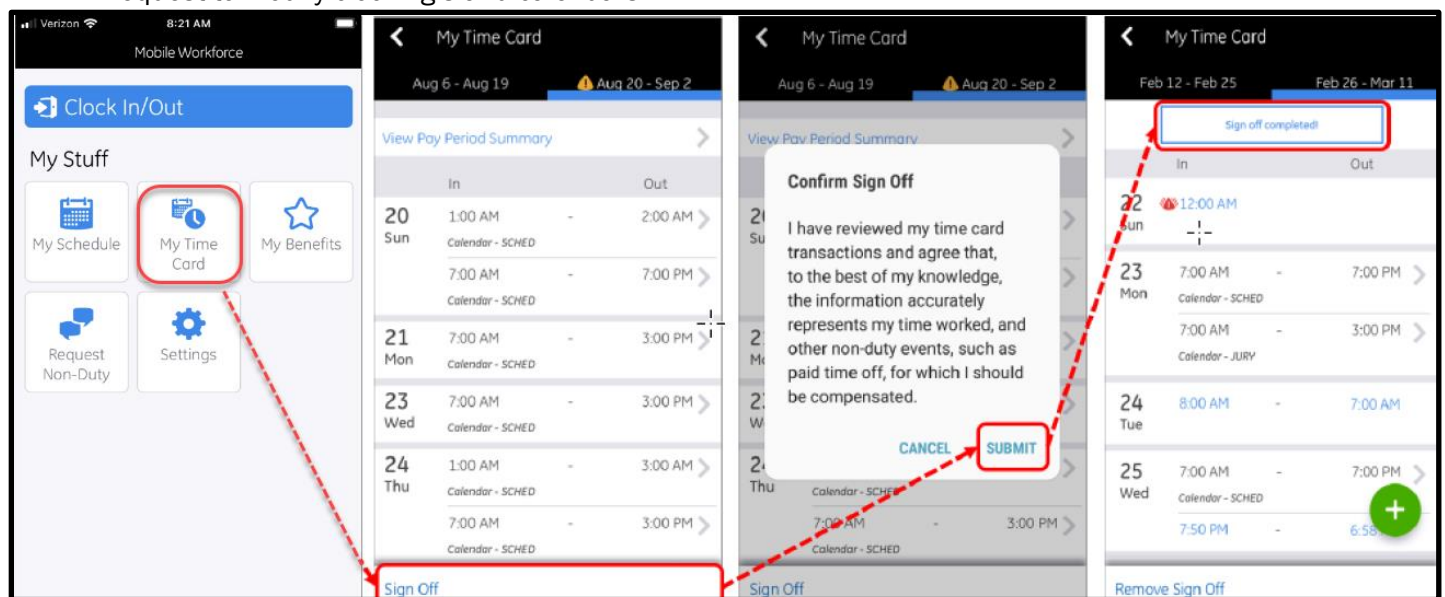 Verizon 8:21 AM
Mobile Workforce
Clock In/Out
My Stuff
My Schedule
My Time
Card
My Benefits
Request
Non-Duty
Settings
My Time Card
Aug 6 - Aug 19 Aug 20 - Sep 2
View Pay Period Summary
In Out
20 1:00 AM - 2:00 AM
Sun Calendar - SCHED
7:00 AM - 7:00 PM
Calendar - SCHED
21 7:00 AM - 3:00 PM
Mon Calendar - SCHED
23 7:00 AM - 3:00 PM
Wed Calendar - SCHED
24 1:00 AM - 3:00 AM
Thu Calendar - SCHED
7:00 AM - 3:00 PM
Calendar - SCHED
Sign Off
My Time Card
Aug 6 - Aug 19 Aug 20 - Sep 2
View Pay Period Summary
Confirm Sign Off
I have reviewed my time card
transactions and agree that,
to the best of my knowledge,
the information accurately
represents my time worked, and
other non-duty events, such as
paid time off, for which I should
be compensated.
CANCEL SUBMIT
Thu Calendar - SCHED
7:00 AM - 3:00 PM
Calendar - SCHED
Sign Off
My Time Card
Feb 12 - Feb 25 Feb 26 - Mar 11
Sign off completed!
In Out
22 12:00 AM
Sun
23 7:00 AM - 7:00 PM
Mon Calendar - SCHED
7:00 AM - 3:00 PM
Calendar - JURY
24 8:00 AM - 7:00 AM
Tue
25 7:00 AM - 7:00 PM
Wed Calendar - SCHED
7:50 PM - 6:58
Remove Sign Off